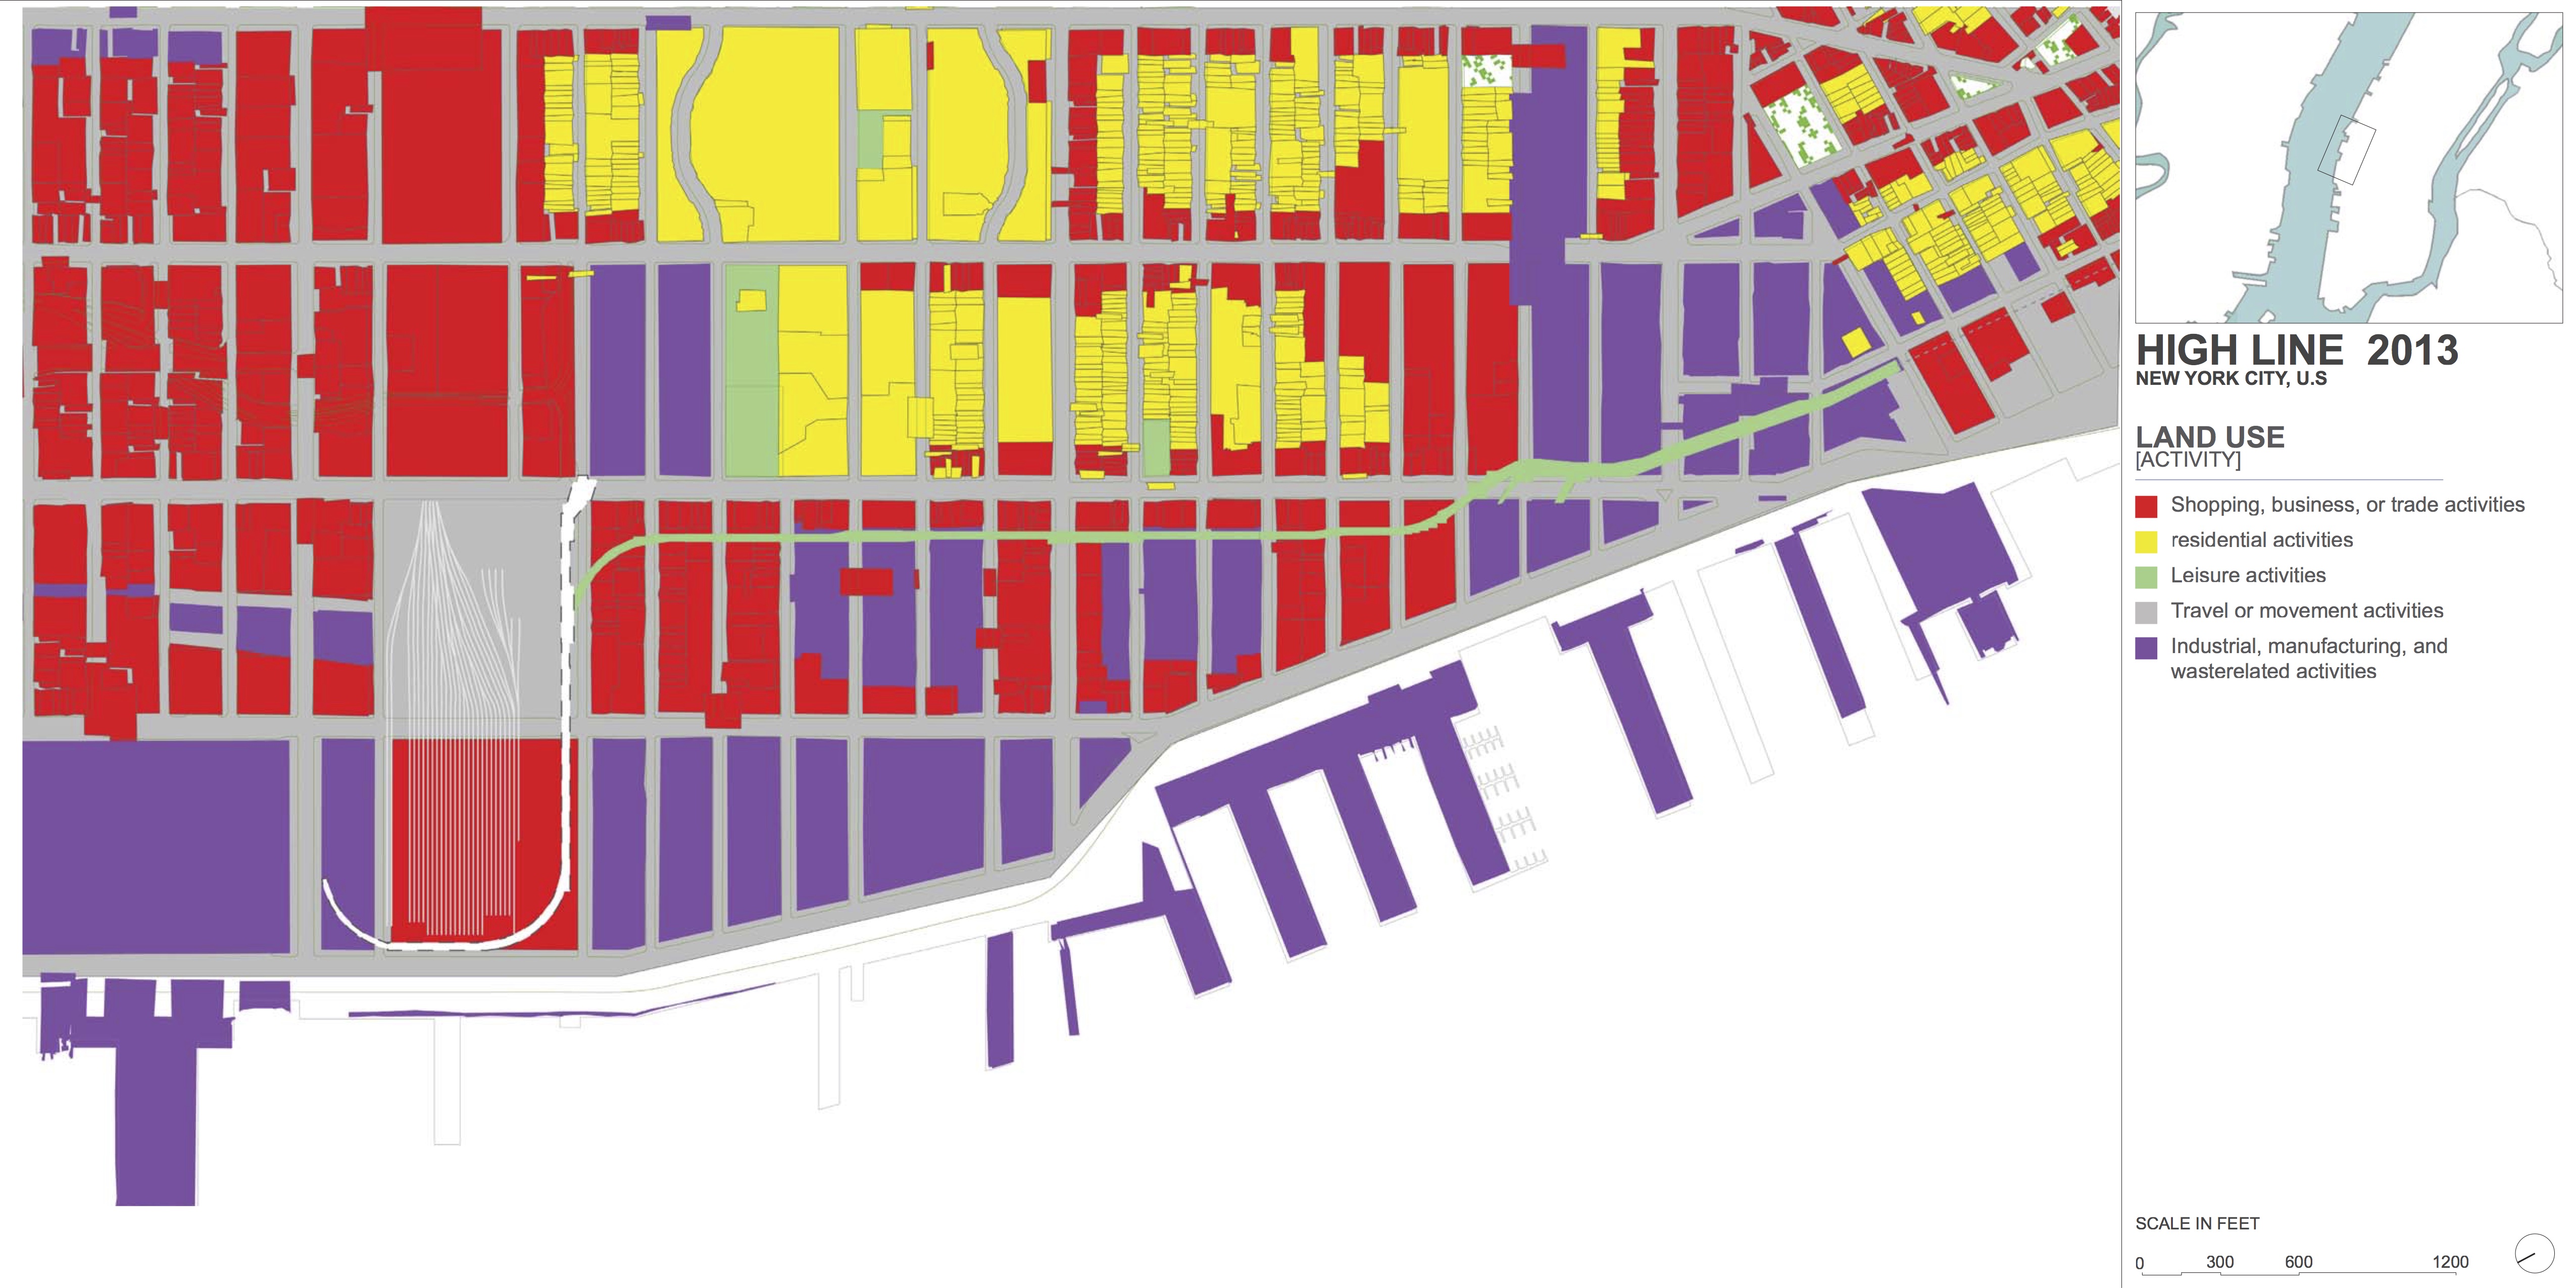 HIGH LINE 2013
NEW YORK CITY, U.S
LAND USE
[ACTIVITY]
Shopping, business, or trade activities
residential activities
Leisure activities
Travel or movement activities
Industrial, manufacturing, and
wasterelated activities
SCALE IN FEET
0 300 600 1200